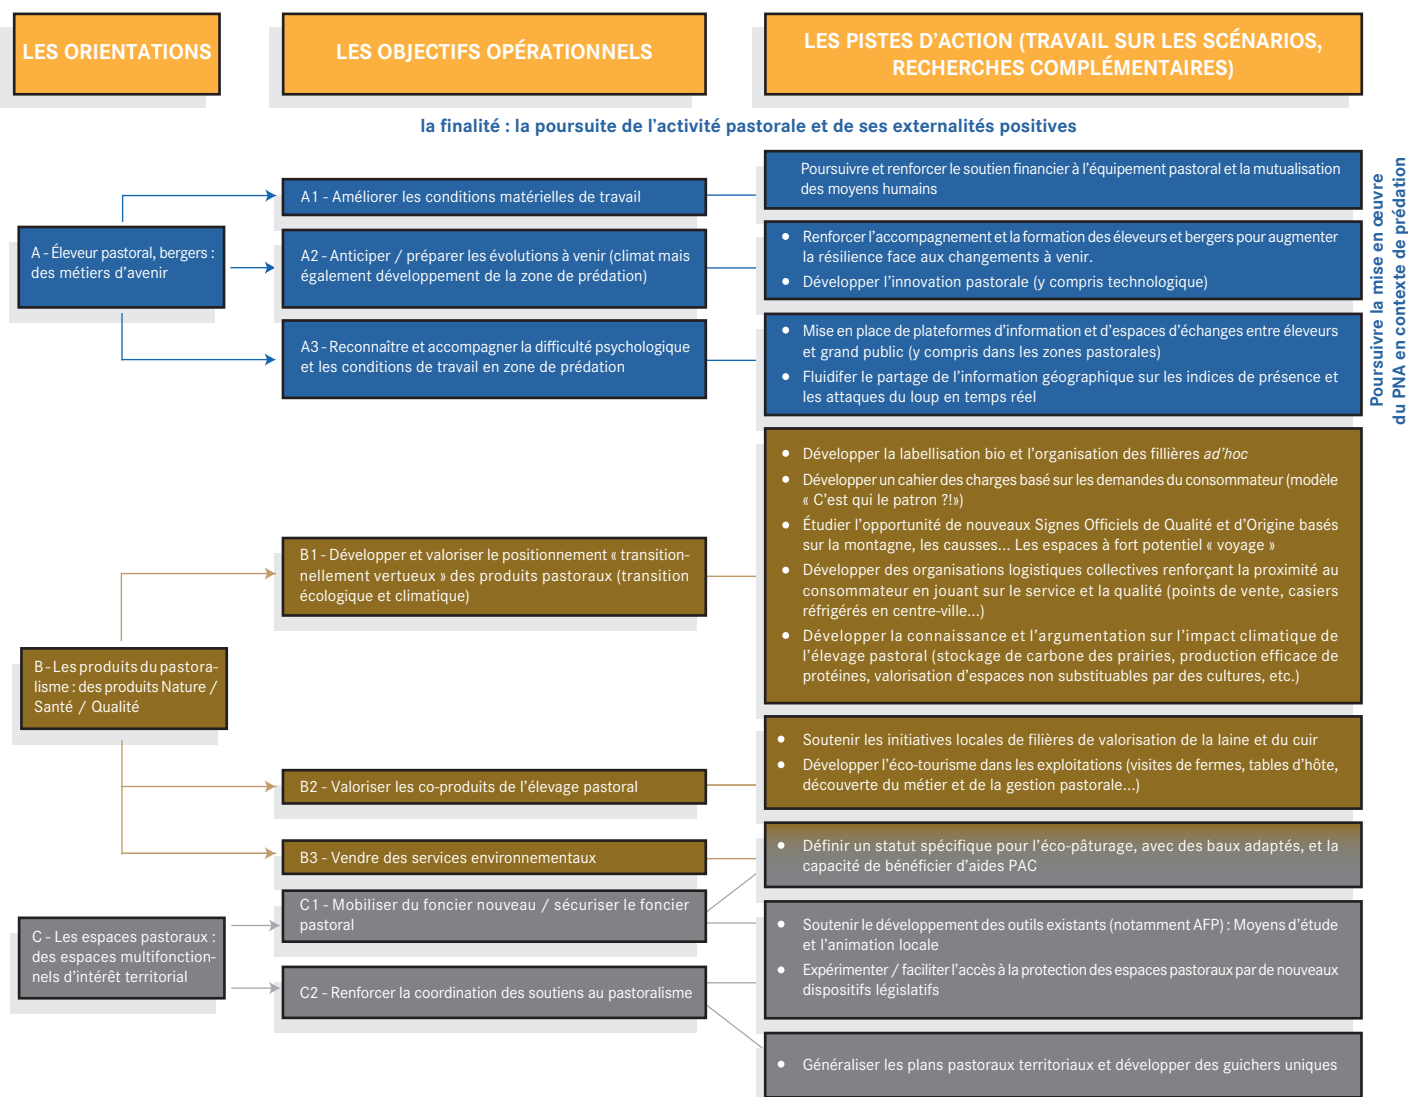 LES ORIENTATIONS
LES OBJECTIFS OPÉRATIONNELS
LES PISTES D'ACTION (TRAVAIL SUR LES SCÉNARIOS,
RECHERCHES COMPLÉMENTAIRES)
la finalité : la poursuite de l'activité pastorale et de ses externalités positives
A - Éleveur pastoral, bergers :
des métiers d'avenir
A1 - Améliorer les conditions matérielles de travail
Poursuivre et renforcer le soutien financier à l'équipement pastoral et la mutualisation
des moyens humains
A2 - Anticiper / préparer les évolutions à venir (climat mais
également développement de la zone de prédation)
• Renforcer l'accompagnement et la formation des éleveurs et bergers pour augmenter
la résilience face aux changements à venir.
• Développer l'innovation pastorale (y compris technologique)
A3 - Reconnaître et accompagner la difficulté psychologique
et les conditions de travail en zone de prédation
• Mise en place de plateformes d'information et d'espaces d'échanges entre éleveurs
et grand public (y compris dans les zones pastorales)
• Fluidifer le partage de l'information géographique sur les indices de présence et
les attaques du loup en temps réel
Poursuivre la mise en œuvre
du PNA en contexte de prédation
B - Les produits du pastora-
lisme : des produits Nature /
Santé / Qualité
B1 - Développer et valoriser le positionnement « transition-
nellement vertueux » des produits pastoraux (transition
écologique et climatique)
• Développer la labellisation bio et l'organisation des fillières ad'hoc
• Développer un cahier des charges basé sur les demandes du consommateur (modèle
« C'est qui le patron ?!»)
• Étudier l'opportunité de nouveaux Signes Officiels de Qualité et d'Origine basés
sur la montagne, les causses... Les espaces à fort potentiel « voyage »
• Développer des organisations logistiques collectives renforçant la proximité au
consommateur en jouant sur le service et la qualité (points de vente, casiers
réfrigérés en centre-ville...)
• Développer la connaissance et l'argumentation sur l'impact climatique de
l'élevage pastoral (stockage de carbone des prairies, production efficace de
protéines, valorisation d'espaces non substituables par des cultures, etc.)
B2 - Valoriser les co-produits de l'élevage pastoral
• Soutenir les initiatives locales de filières de valorisation de la laine et du cuir
• Développer l'éco-tourisme dans les exploitations (visites de fermes, tables d'hôte,
découverte du métier et de la gestion pastorale...)
B3 - Vendre des services environnementaux
• Définir un statut spécifique pour l'éco-pâturage, avec des baux adaptés, et la
capacité de bénéficier d'aides PAC
C - Les espaces pastoraux :
des espaces multifonction-
nels d'intérêt territorial
C1 - Mobiliser du foncier nouveau / sécuriser le foncier
pastoral
• Soutenir le développement des outils existants (notamment AFP) : Moyens d'étude
et l'animation locale
• Expérimenter / faciliter l'accès à la protection des espaces pastoraux par de nouveaux
dispositifs législatifs
C2 - Renforcer la coordination des soutiens au pastoralisme
• Généraliser les plans pastoraux territoriaux et développer des guichers uniques